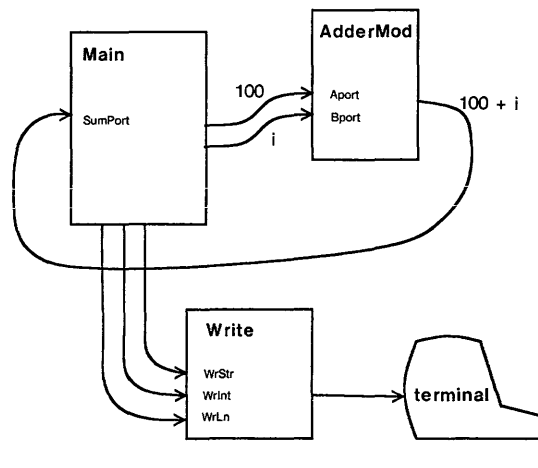 AdderMod
Main
100
Aport
100 + i
SumPort
Bport
i
Write
WrStr
WrInt
terminal
WrLn